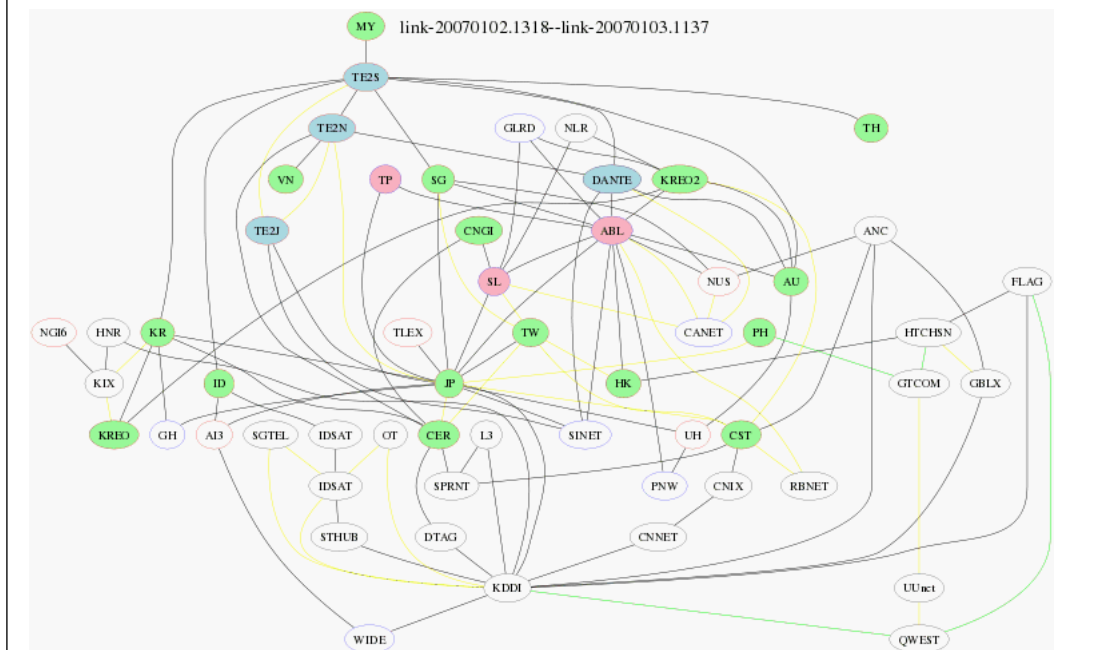 MY link-20070102.1318--link-20070103.1137
TE2S
TE2N GLRD NLR TH
VN TP SG DANTE KREO2
TE2J CNGI ABL ANC
SL NUS AU FLAG
NGI6 HNR KR TLEX TW CANET PH HTCHSN
KIX ID JP HK GTCOM GBLX
KREO GH AI3 SGTEL IDSAT OT CER L3 SINET UH CST
IDSAT SPRNT PNW CNIX RBNET
STHUB DTAG CNNET
KDDI UUnet
WIDE QWEST